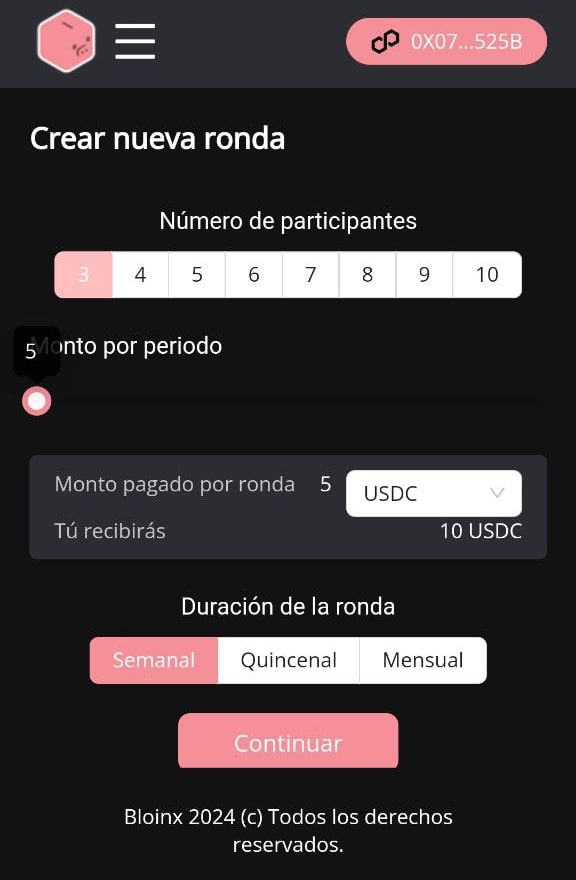 0X07...525B
Crear nueva ronda
Número de participantes
3 4 5 6 7 8 9 10
Monto por periodo
5
Monto pagado por ronda 5 USDC
Tú recibirás 10 USDC
Duración de la ronda
Semanal Quincenal Mensual
Continuar
Bloinx 2024 (c) Todos los derechos
reservados.